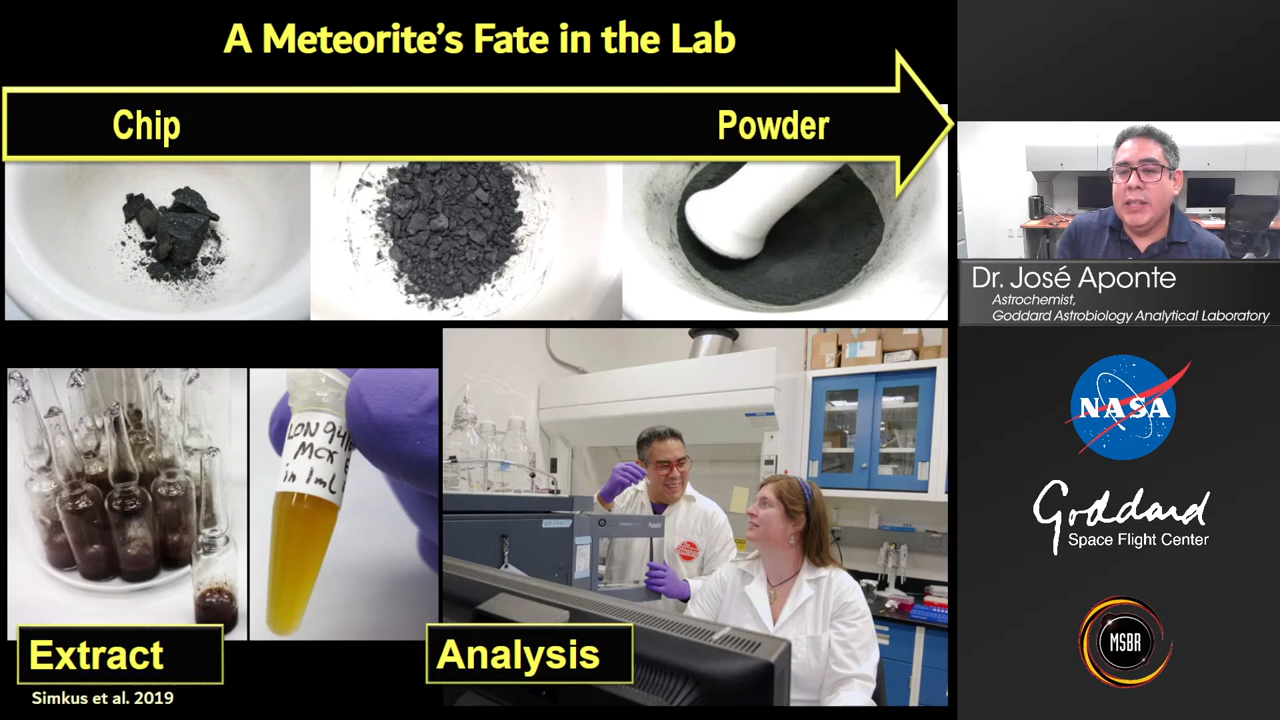 A Meteorite's Fate in the Lab
Chip
Powder
LON 94
MCX
in 1mL
Extract
Analysis
Simkus et al. 2019
Dr. José Aponte
Astrochemist,
Goddard Astrobiology Analytical Laboratory
NASA
Goddard
Space Flight Center
MSBR